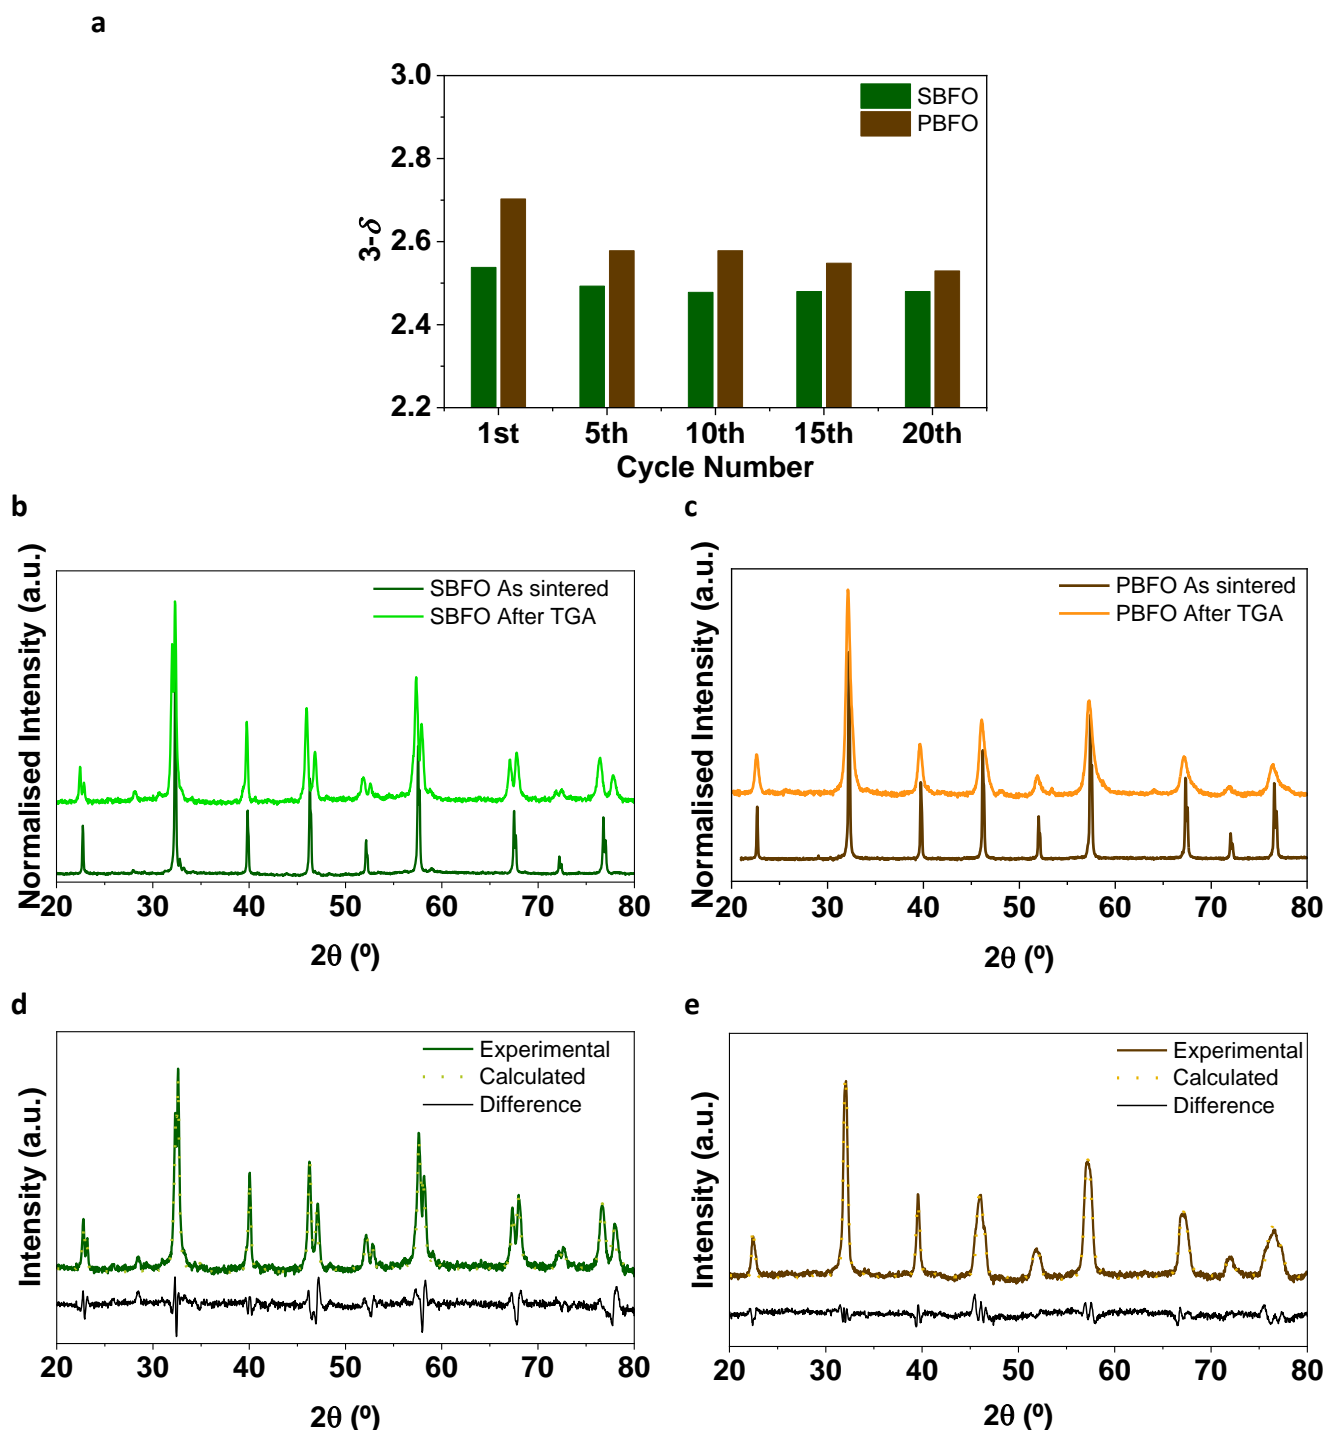 a
3.0
2.8
2.6
2.4
2.2
3-δ
SBFO
PBFO
1st 5th 10th 15th 20th
Cycle Number
b
Normalised Intensity (a.u.)
SBFO As sintered
SBFO After TGA
20 30 40 50 60 70 80
2θ (º)
c
Normalised Intensity (a.u.)
PBFO As sintered
PBFO After TGA
20 30 40 50 60 70 80
2θ (º)
d
Intensity (a.u.)
Experimental
Calculated
Difference
20 30 40 50 60 70 80
2θ (º)
e
Intensity (a.u.)
Experimental
Calculated
Difference
20 30 40 50 60 70 80
2θ (º)